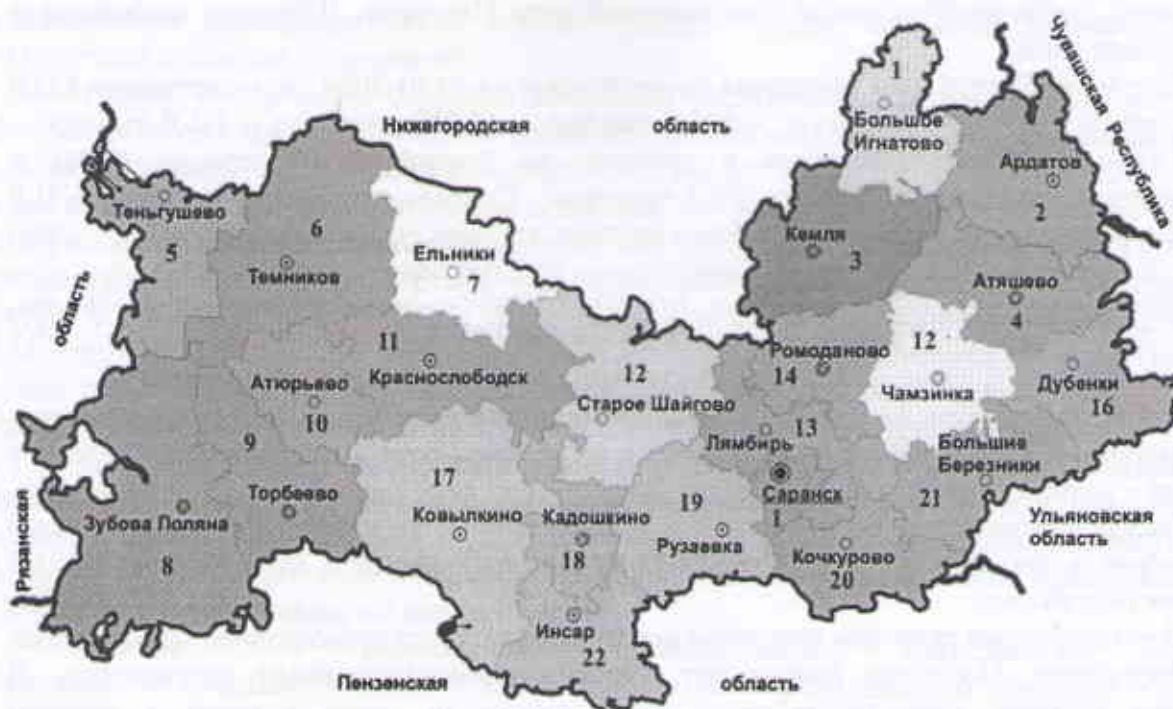 1
Большое
Игнатово
Чувашская Республика
Нижегородская область
Ардатов
2
Теньгушево
5
6
Темников
Ельники
7
Кемля
3
Атяшево
4
область
11
Краснослободск
12
Старое Шайгово
Ромоданово
14
12
Чамзинка
Дубенки
16
Атюрьево
10
9
Лямбирь
13
Большие
Березники
21
17
Торбеево
Саранск
1
19
Рузаевка
Зубова Поляна
8
Ковылкино
Кадошкино
18
Кочкурово
20
Ульяновская
область
Рязанская
Инсар
22
Пензенская область